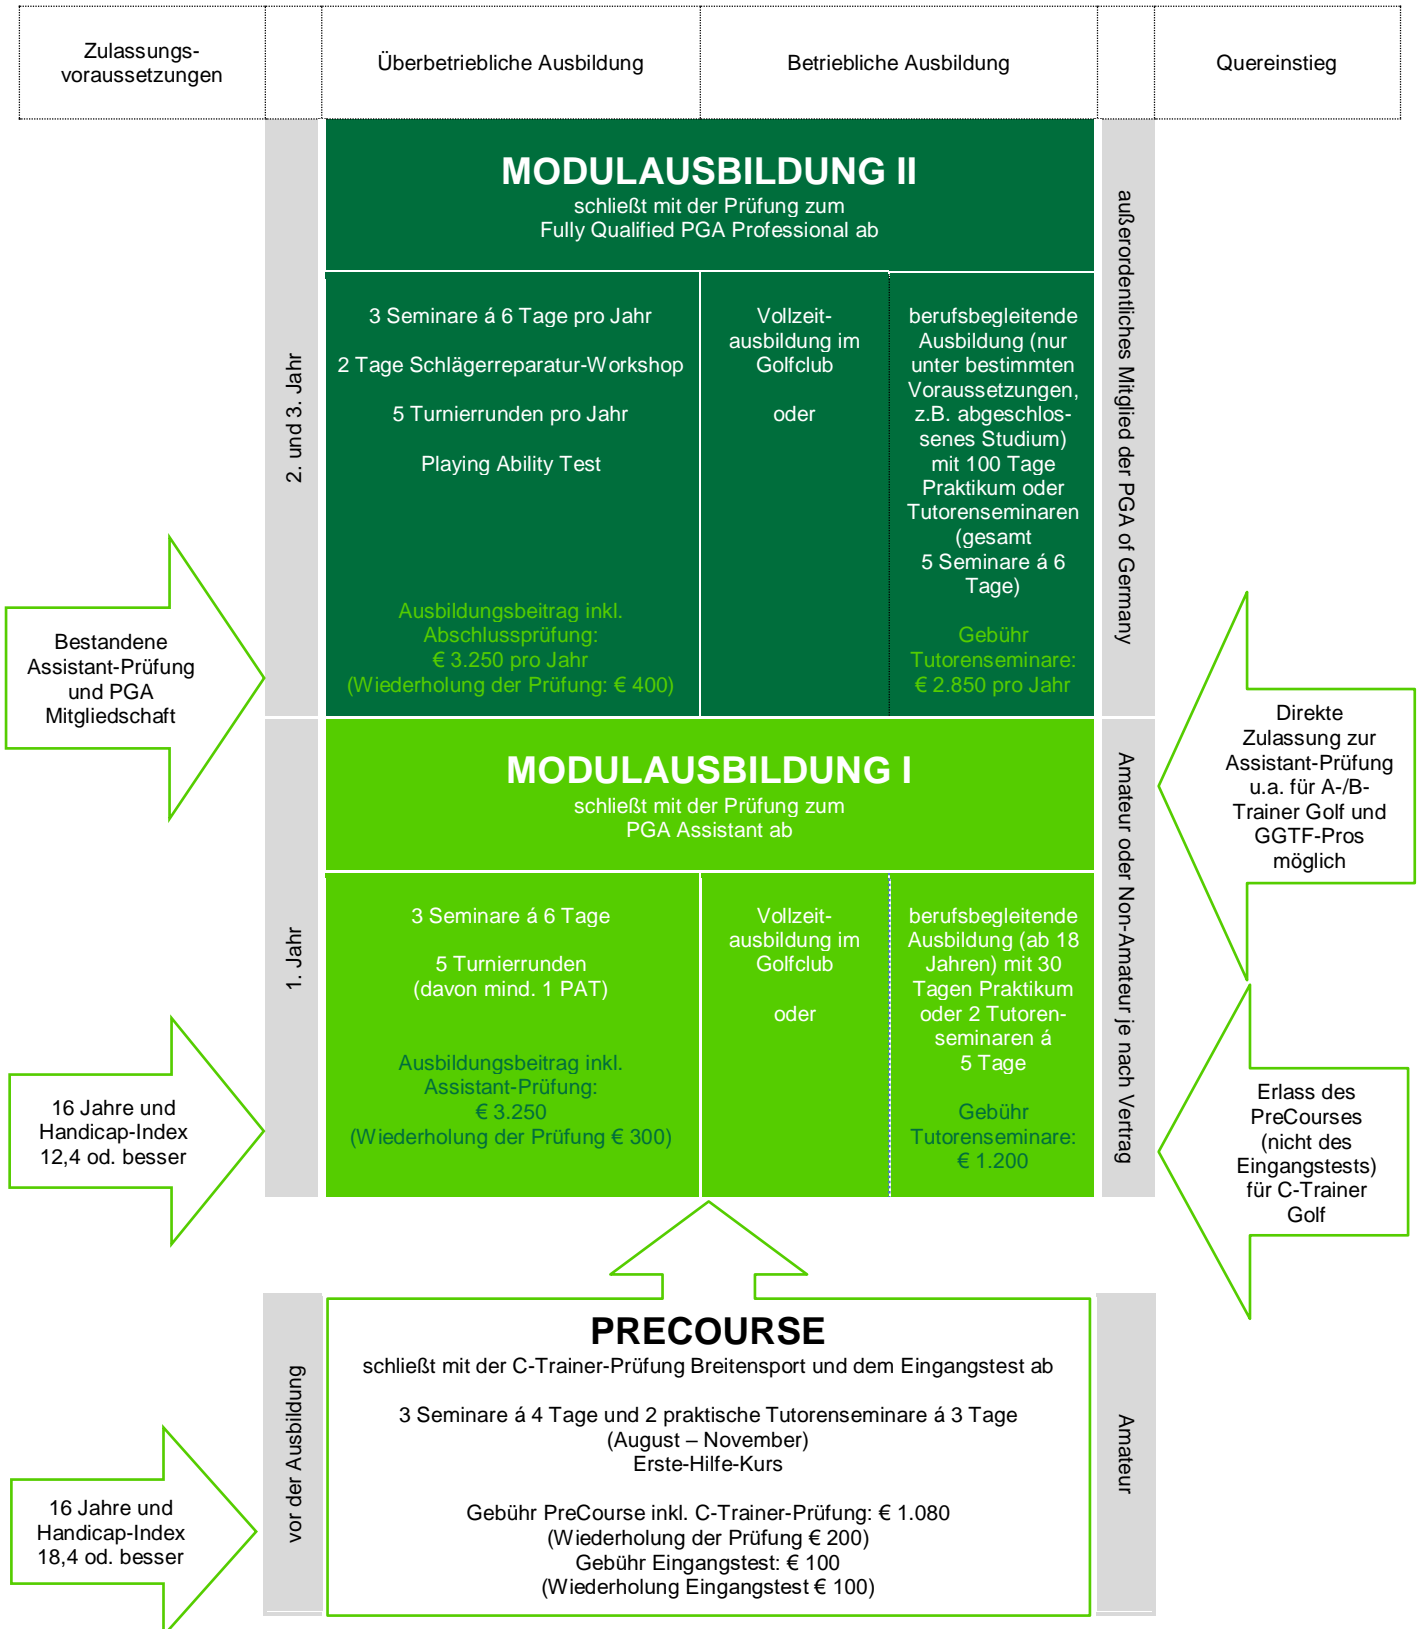 Zulassungs-
voraussetzungen
Überbetriebliche Ausbildung
Betriebliche Ausbildung
Quereinstieg
MODULAUSBILDUNG II
schließt mit der Prüfung zum
Fully Qualified PGA Professional ab
2. und 3. Jahr
3 Seminare á 6 Tage pro Jahr
2 Tage Schlägerreparatur-Workshop
5 Turnierrunden pro Jahr
Playing Ability Test
Ausbildungsbeitrag inkl.
Abschlussprüfung:
€ 3.250 pro Jahr
(Wiederholung der Prüfung: € 400)
Vollzeit-
ausbildung im
Golfclub
oder
berufsbegleitende
Ausbildung (nur
unter bestimmten
Voraussetzungen,
z.B. abgeschlos-
senes Studium)
mit 100 Tage
Praktikum oder
Tutorenseminaren
(gesamt
5 Seminare á 6
Tage)
Gebühr
Tutorenseminare:
€ 2.850 pro Jahr
außerordentliches Mitglied der PGA of Germany
Bestandene
Assistant-Prüfung
und PGA
Mitgliedschaft
Direkte
Zulassung zur
Assistant-Prüfung
u.a. für A-/B-
Trainer Golf und
GGTF-Pros
möglich
MODULAUSBILDUNG I
schließt mit der Prüfung zum
PGA Assistant ab
1. Jahr
3 Seminare á 6 Tage
5 Turnierrunden
(davon mind. 1 PAT)
Ausbildungsbeitrag inkl.
Assistant-Prüfung:
€ 3.250
(Wiederholung der Prüfung € 300)
Vollzeit-
ausbildung im
Golfclub
oder
berufsbegleitende
Ausbildung (ab 18
Jahren) mit 30
Tagen Praktikum
oder 2 Tutoren-
seminaren á
5 Tage
Gebühr
Tutorenseminare:
€ 1.200
Amateur oder Non-Amateur je nach Vertrag
16 Jahre und
Handicap-Index
12,4 od. besser
Erlass des
PreCourses
(nicht des
Eingangstests)
für C-Trainer
Golf
PRECOURSE
schließt mit der C-Trainer-Prüfung Breitensport und dem Eingangstest ab
3 Seminare á 4 Tage und 2 praktische Tutorenseminare á 3 Tage
(August – November)
Erste-Hilfe-Kurs
Gebühr PreCourse inkl. C-Trainer-Prüfung: € 1.080
(Wiederholung der Prüfung € 200)
Gebühr Eingangstest: € 100
(Wiederholung Eingangstest € 100)
vor der Ausbildung
Amateur
16 Jahre und
Handicap-Index
18,4 od. besser